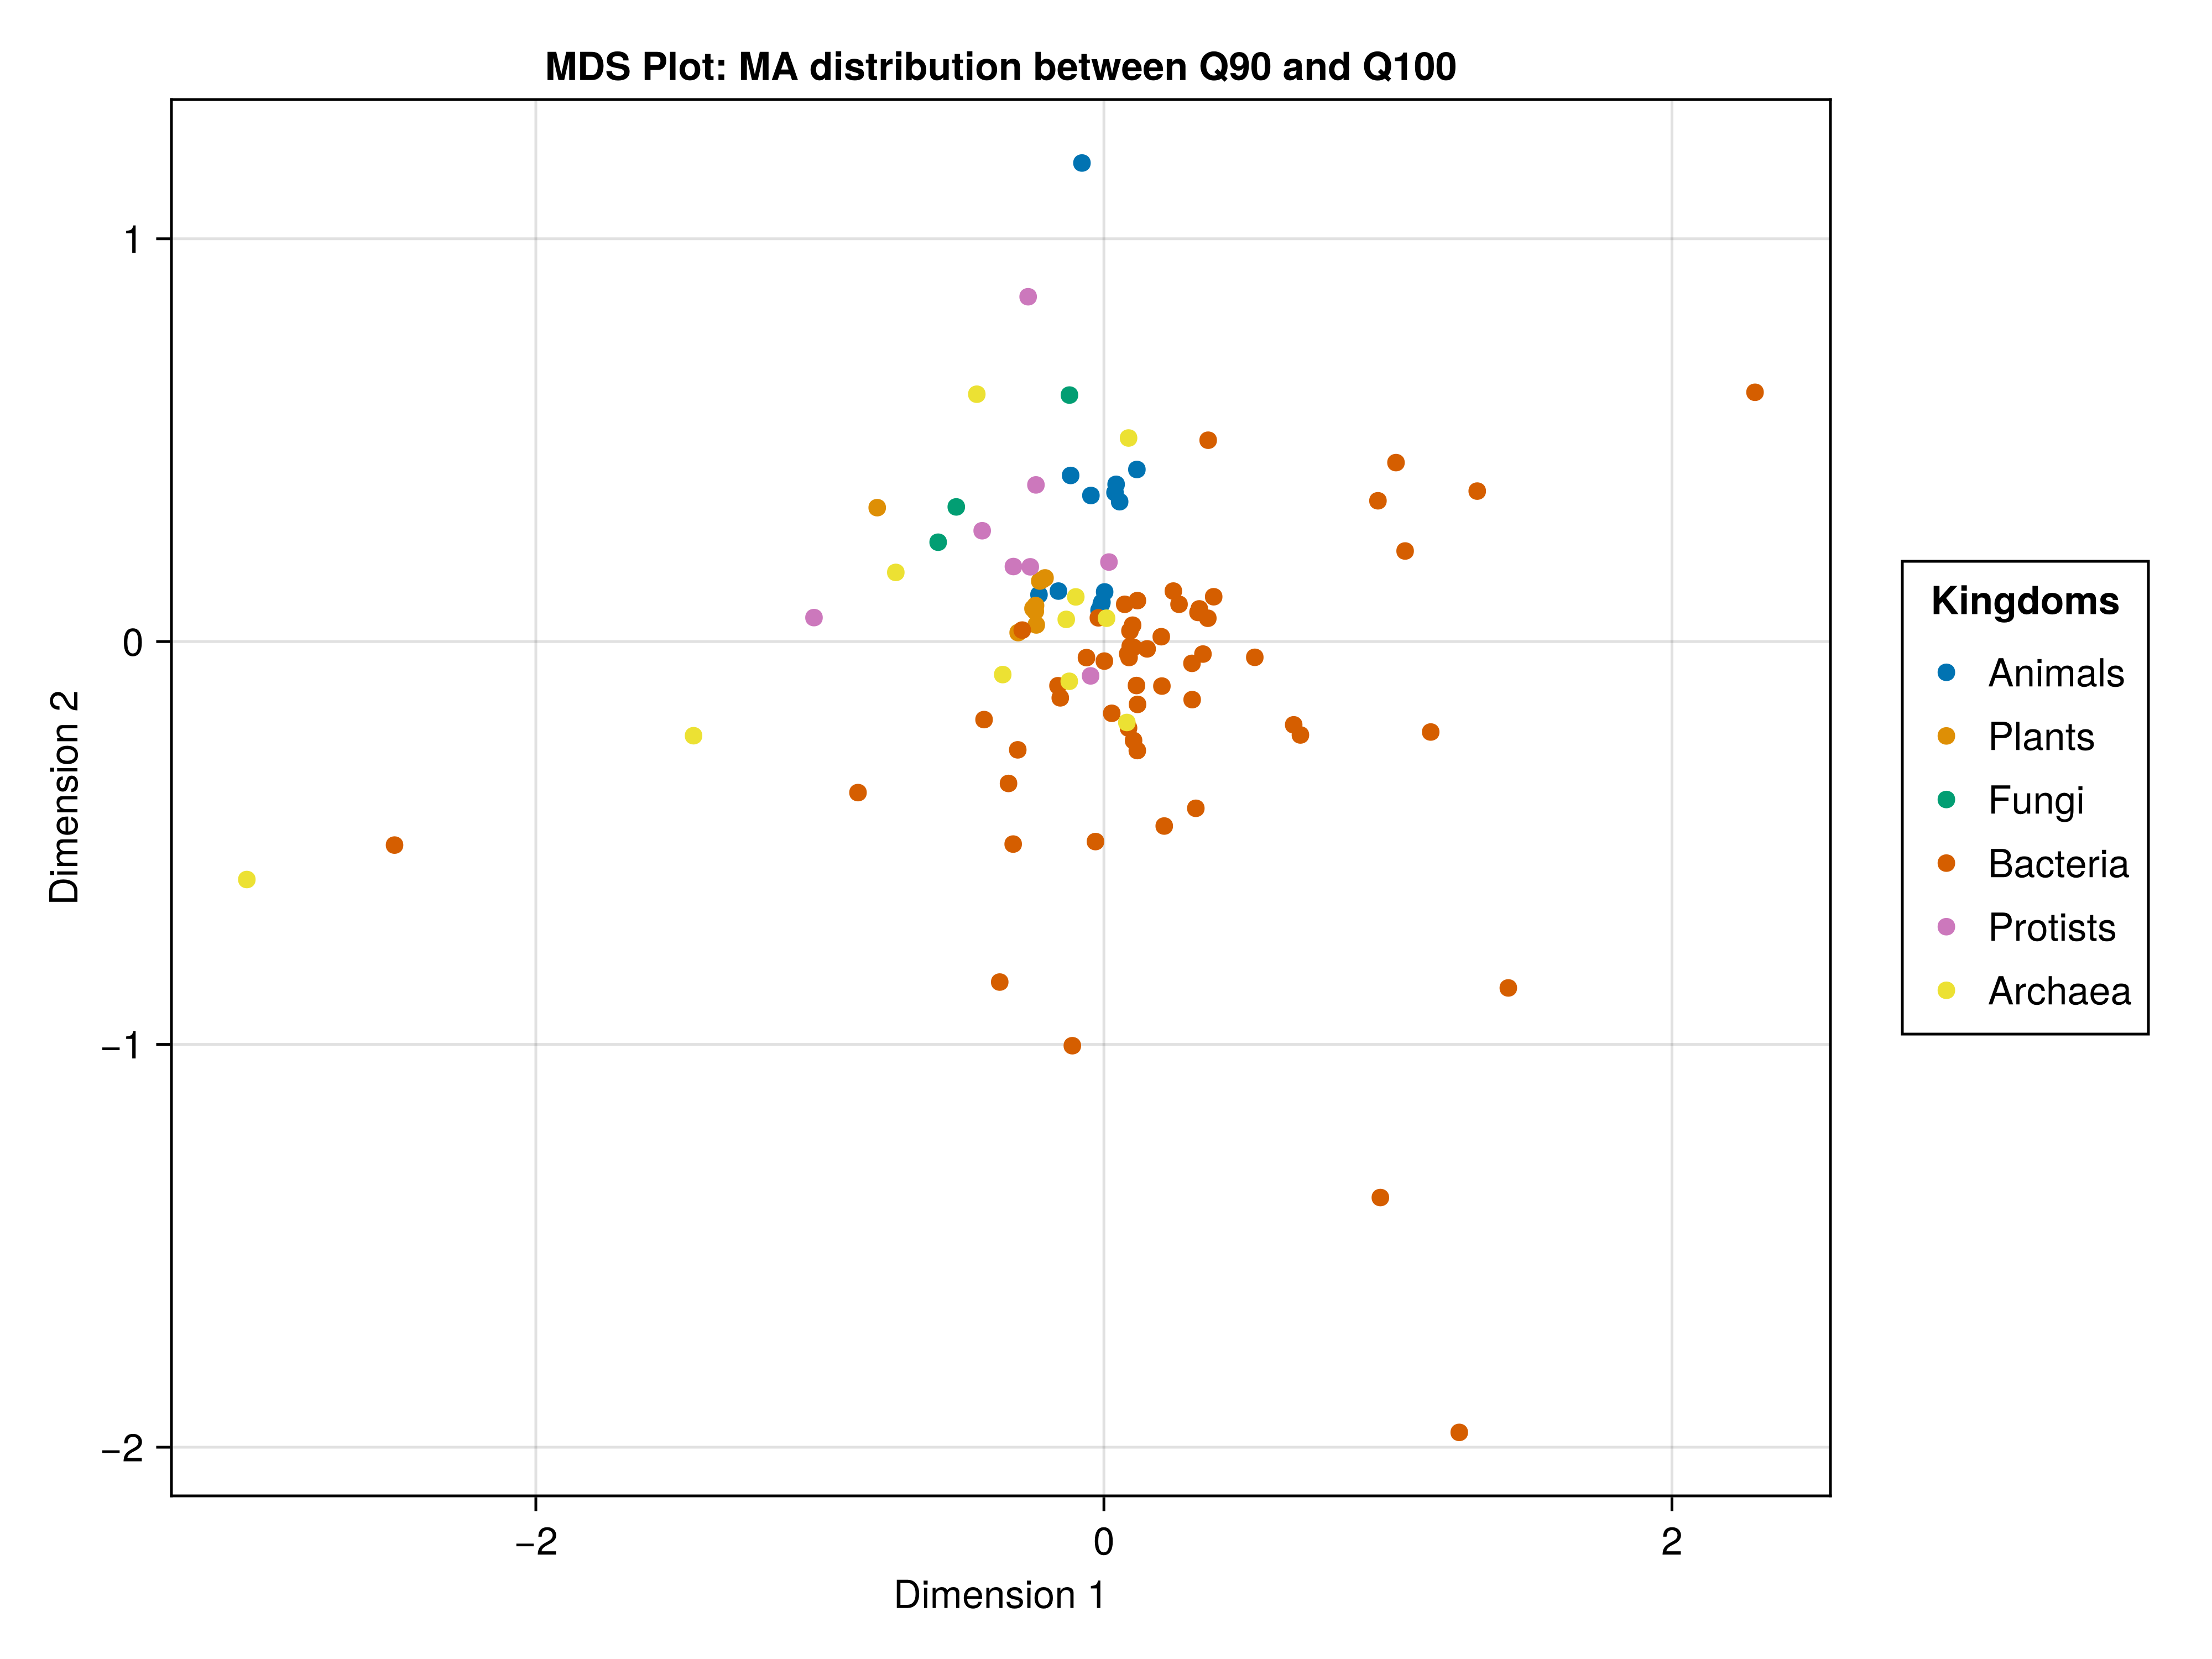 MDS Plot: MA distribution between Q90 and Q100
1
0
−1
−2
Dimension 2
−2
0
2
Dimension 1
Kingdoms
Animals
Plants
Fungi
Bacteria
Protists
Archaea